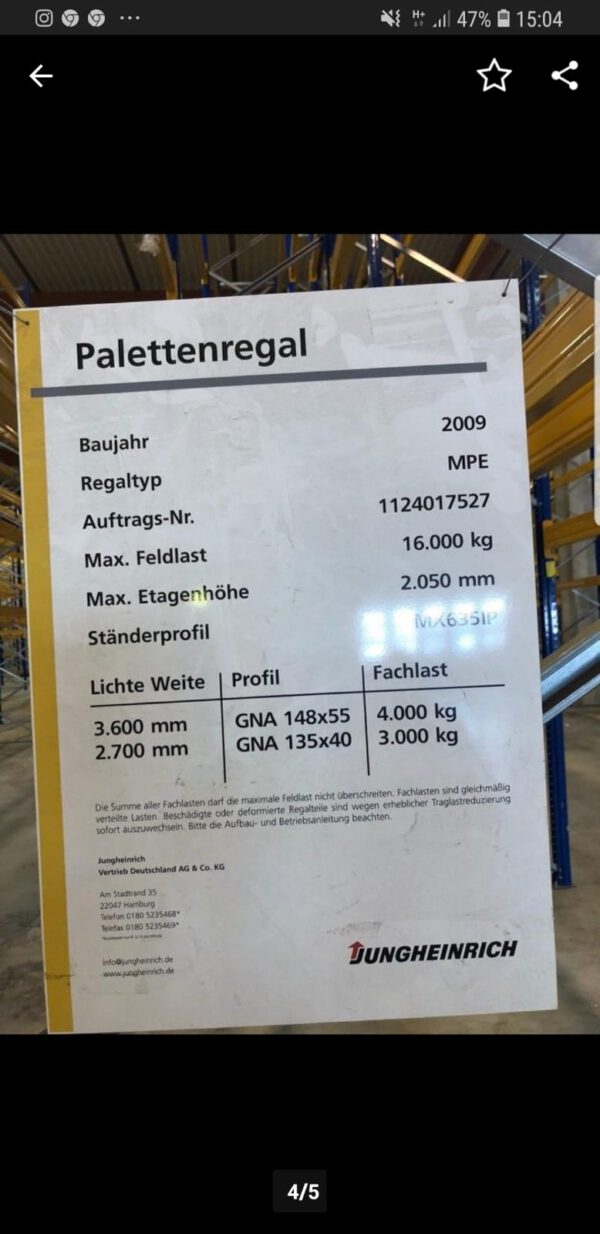 47% 15:04
Palettenregal
Baujahr 2009
Regaltyp MPE
Auftrags-Nr. 1124017527
Max. Feldlast 16.000 kg
Max. Etagenhöhe 2.050 mm
Ständerprofil
Lichte Weite Profil Fachlast
3.600 mm GNA 148x55 4.000 kg
2.700 mm GNA 135x40 3.000 kg
Die Summe aller Fachlasten darf die maximale Feldlast nicht überschreiten. Fachlasten sind gleichmäßig
verteilte Lasten. Beschädigte oder deformierte Regalteile sind wegen erheblicher Traglastreduzierung
sofort auszuwechseln. Bitte die Aufbau- und Betriebsanleitung beachten.
Jungheinrich
Vertrieb Deutschland AG & Co. KG
Am Stadtrand 35
22047 Hamburg
Telefon 0180 5235468*
Telefax 0180 5235469*
info@jungheinrich.de
www.jungheinrich.de
JUNGHEINRICH
4/5